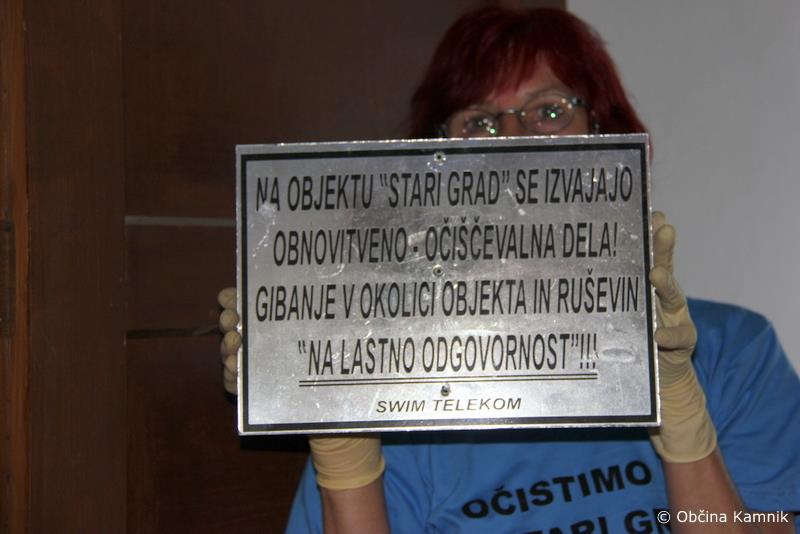 NA OBJEKTU "STARI GRAD" SE IZVAJAJO
OBNOVITVENO - OČIŠČEVALNA DELA!
GIBANJE V OKOLICI OBJEKTA IN RUŠEVIN
"NA LASTNO ODGOVORNOST"!!!
SWIM TELEKOM
OČISTIMO
© Občina Kamnik